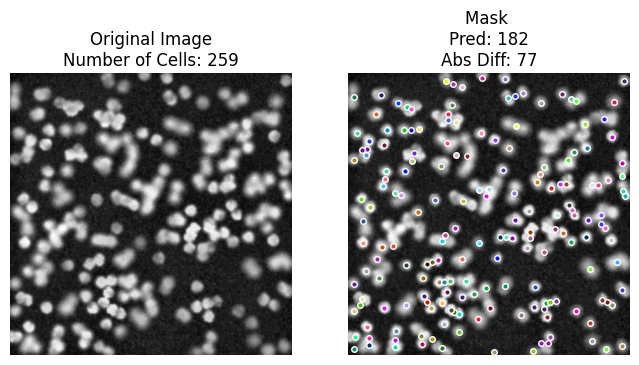 Original Image
Number of Cells: 259
Mask
Pred: 182
Abs Diff: 77